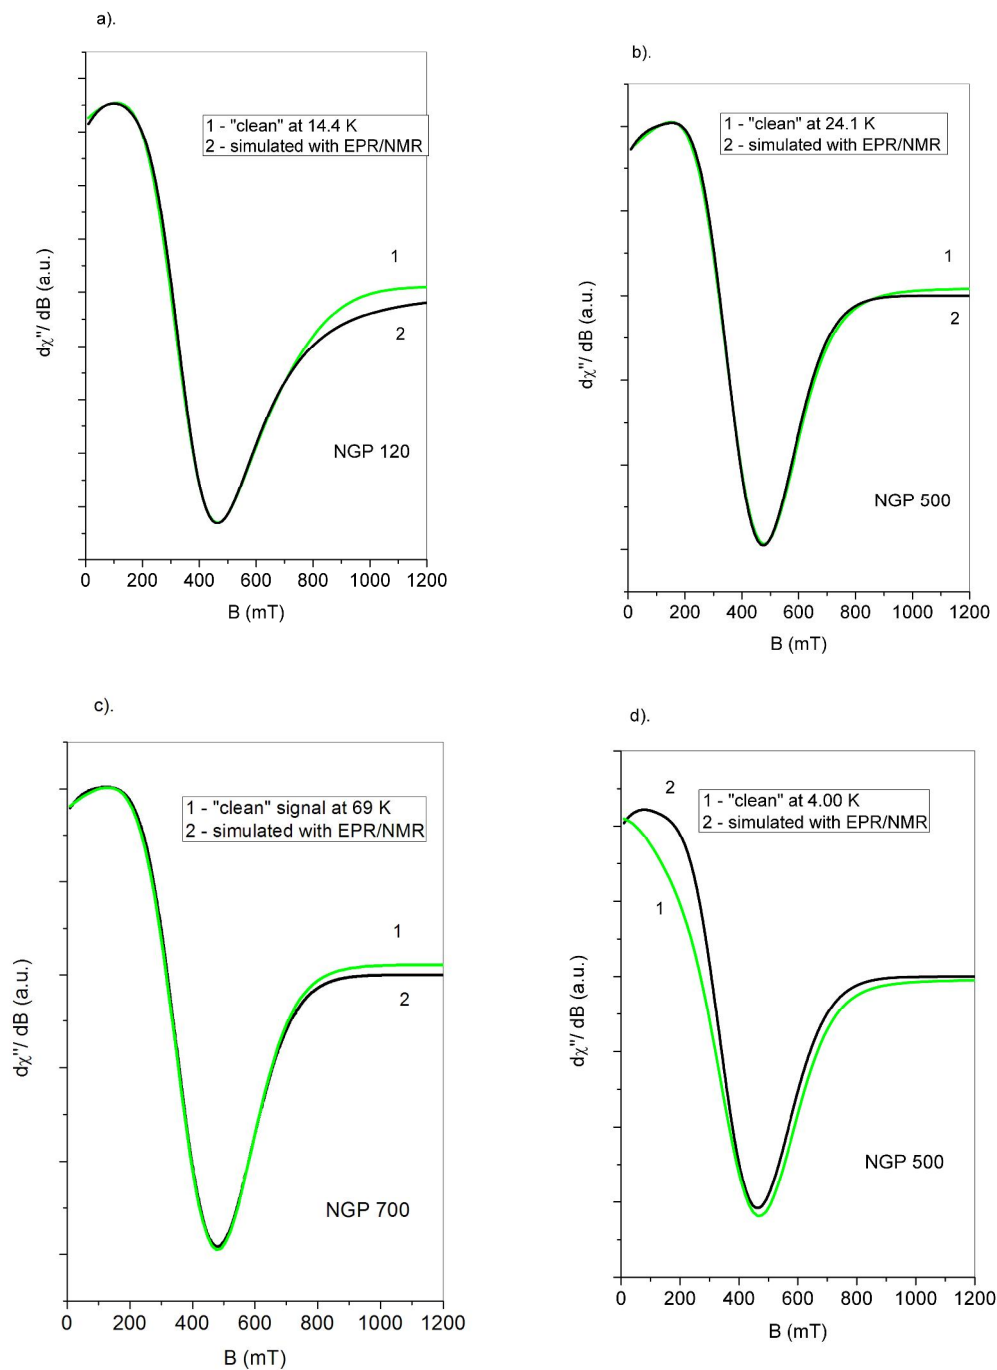 a).
1 - "clean" at 14.4 K
2 - simulated with EPR/NMR
1
2
NGP 120
dχ"/ dB (a.u.)
0 200 400 600 800 1000 1200
B (mT)
b).
1 - "clean" at 24.1 K
2 - simulated with EPR/NMR
1
2
NGP 500
dχ"/ dB (a.u.)
0 200 400 600 800 1000 1200
B (mT)
c).
1 - "clean" signal at 69 K
2 - simulated with EPR/NMR
1
2
NGP 700
dχ"/ dB (a.u.)
0 200 400 600 800 1000 1200
B (mT)
d).
2
1 - "clean" at 4.00 K
2 - simulated with EPR/NMR
1
NGP 500
dχ"/ dB (a.u.)
0 200 400 600 800 1000 1200
B (mT)